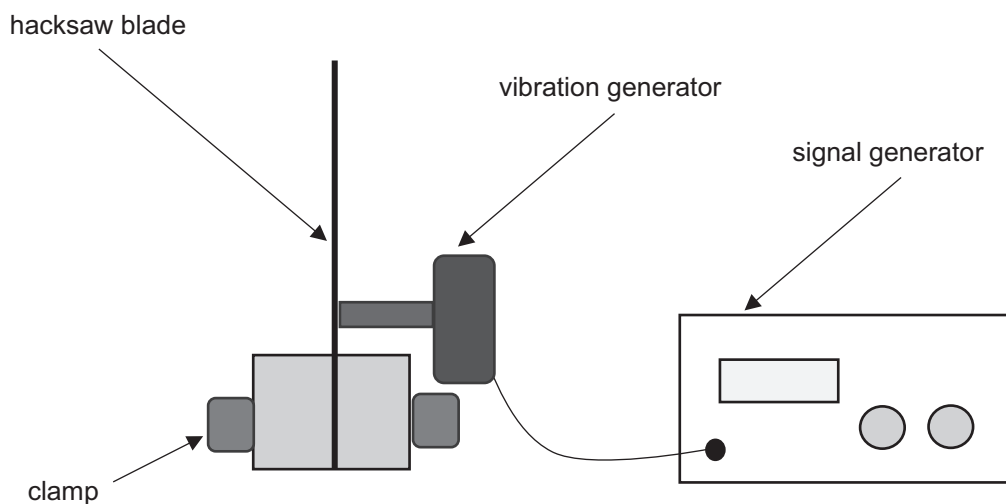 hacksaw blade
vibration generator
signal generator
clamp